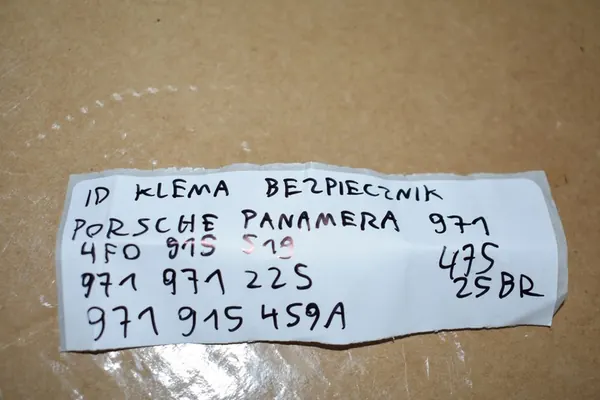 ID KLEMA BEZPIECZNIK
PORSCHE PANAMERA 971
4F0 915 519
971 971 225
971 915 459A
475
25BR